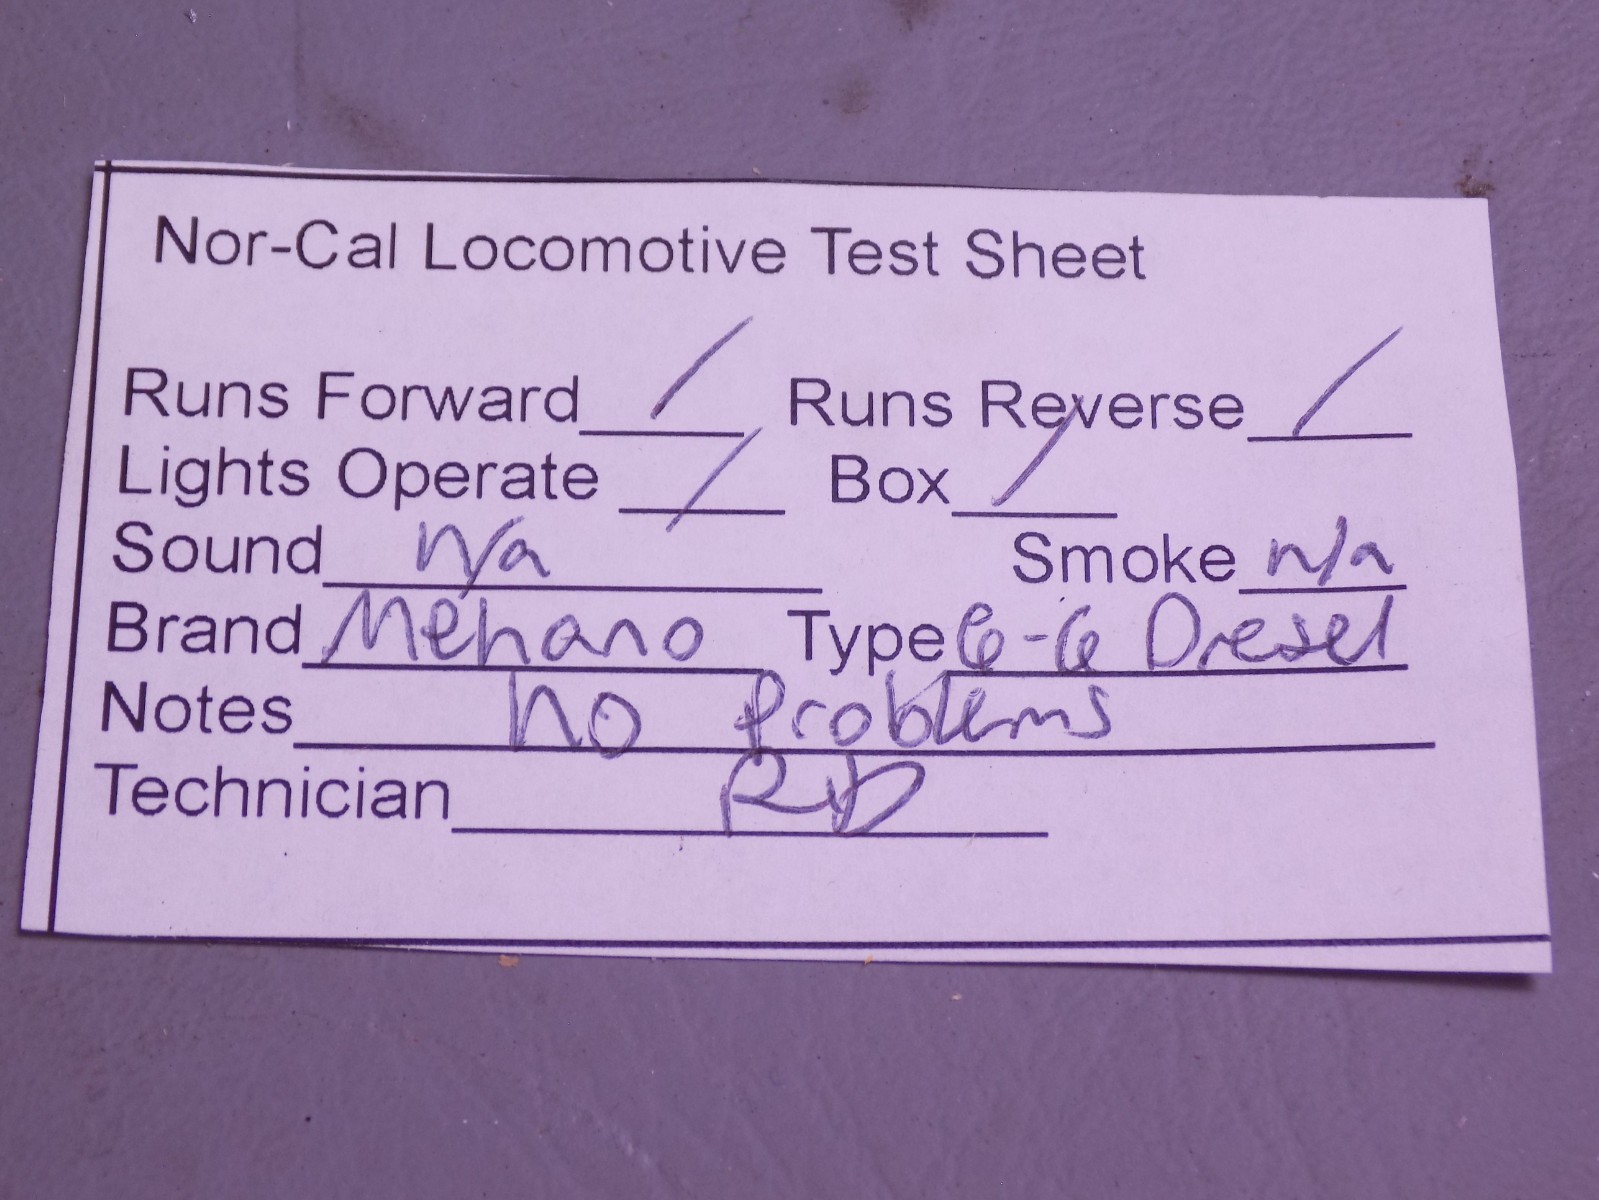 Nor-Cal Locomotive Test Sheet
Runs Forward / Runs Reverse /
Lights Operate / Box /
Sound n/a Smoke n/a
Brand Mehano Type 6-6 Diesel
Notes no problems
Technician RD